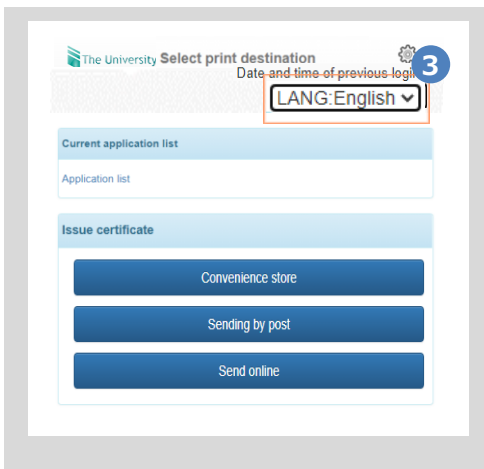 The University Select print destination
Date and time of previous login
3
LANG:English
Current application list
Application list
Issue certificate
Convenience store
Sending by post
Send online